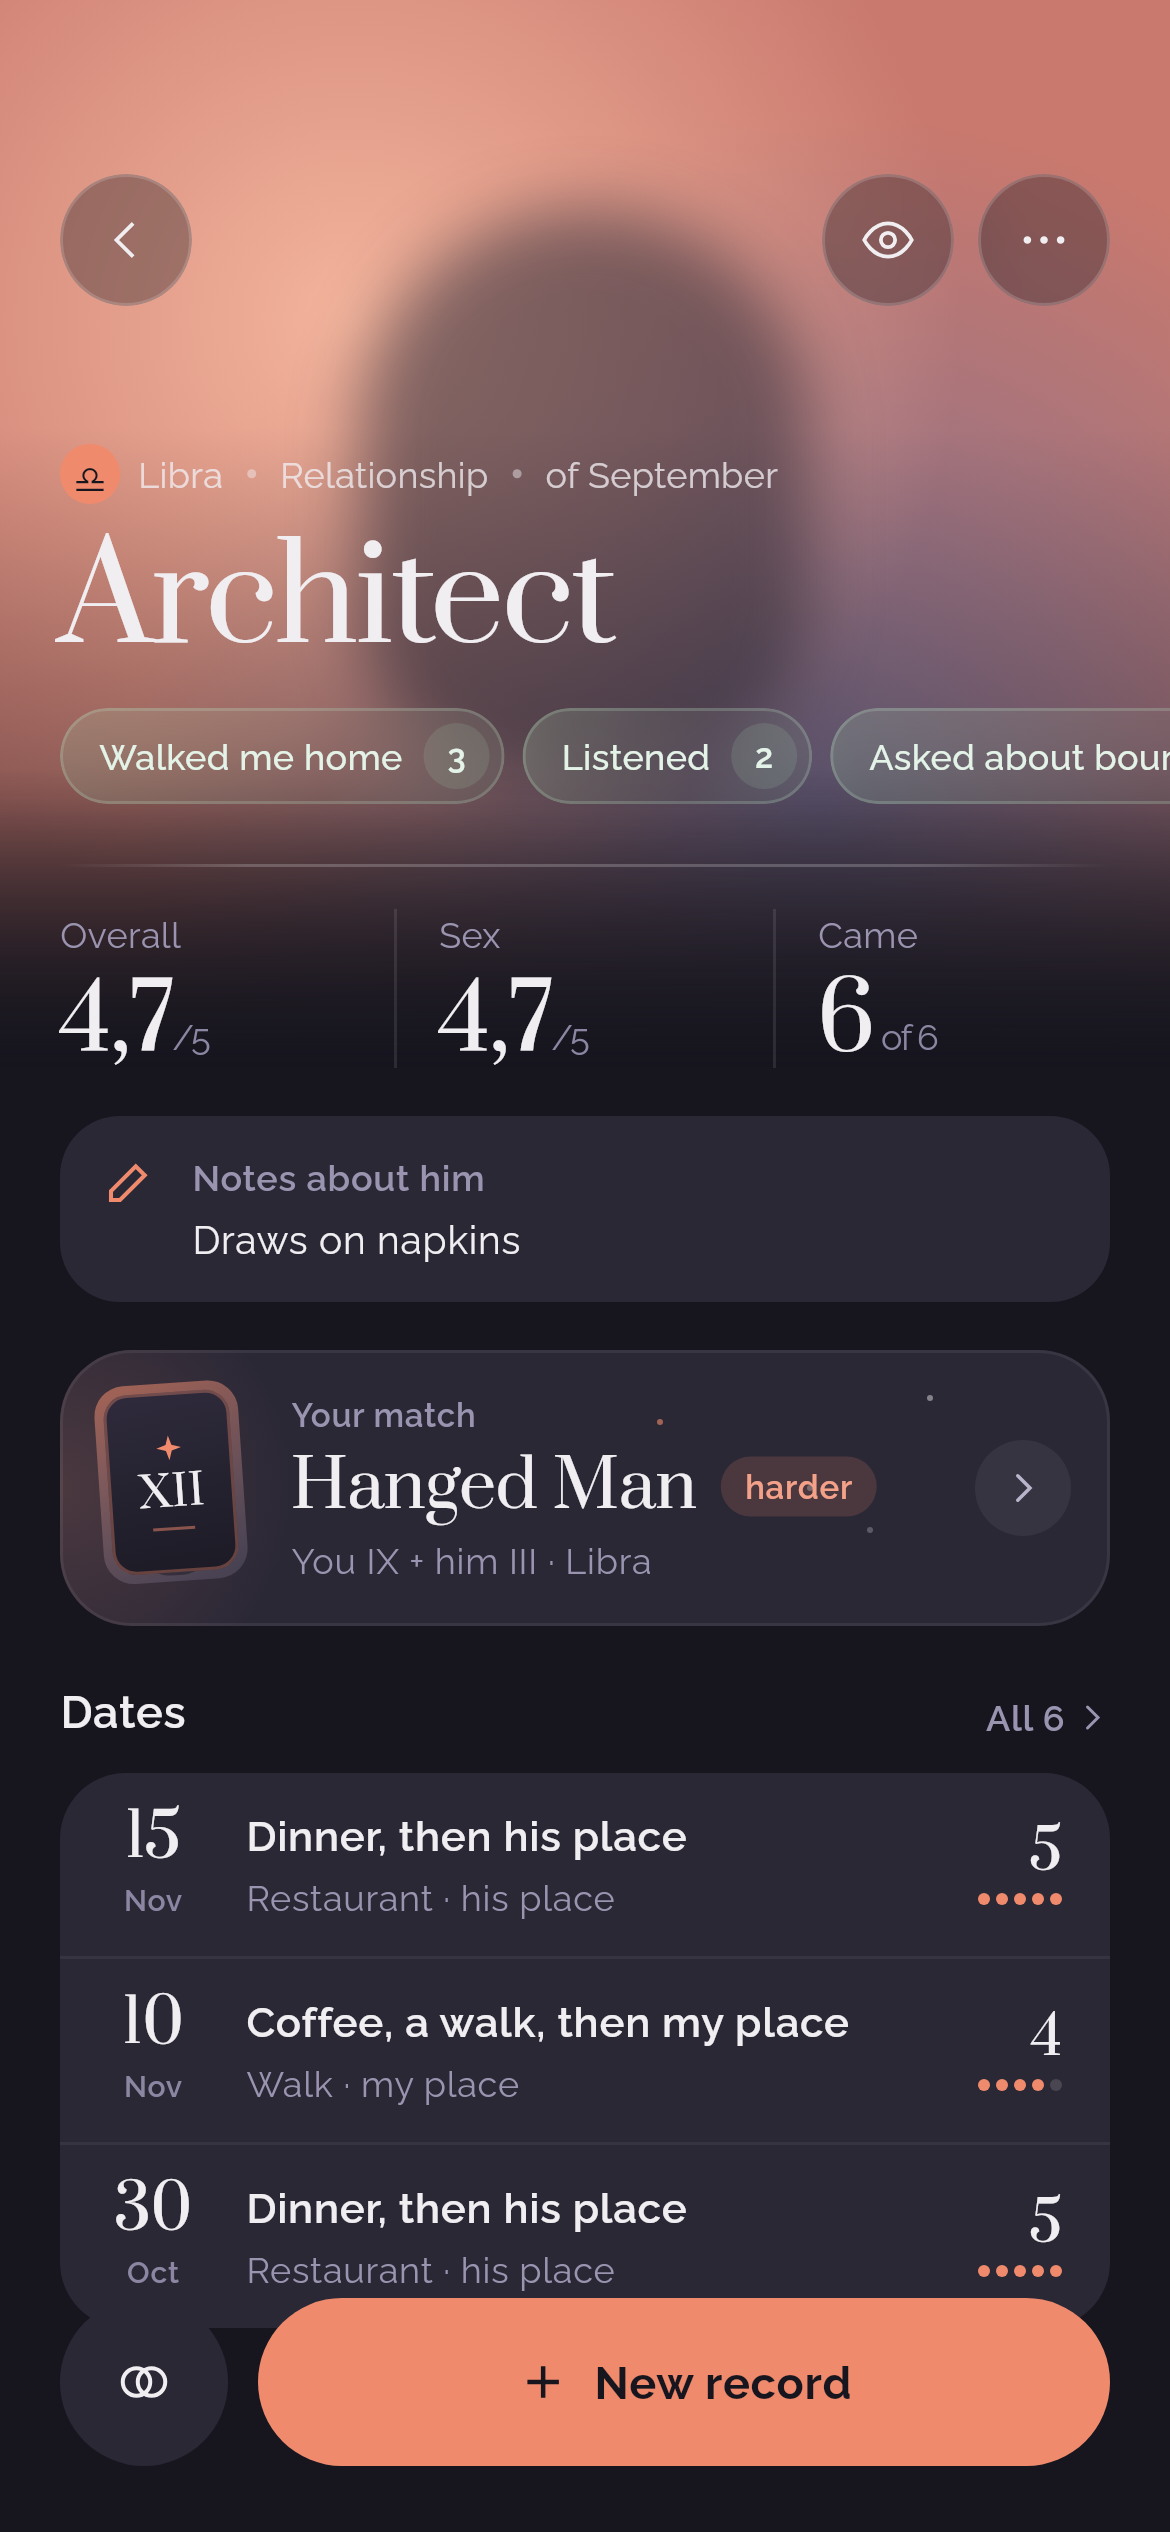 ♎ Libra • Relationship • of September
Architect
Walked me home 3 Listened 2 Asked about bour
Overall Sex Came
4,7/5 4,7/5 6 of 6
Notes about him
Draws on napkins
Your match
XII
Hanged Man harder
You IX + him III · Libra
Dates All 6
15 Dinner, then his place 5
Nov Restaurant · his place
10 Coffee, a walk, then my place 4
Nov Walk · my place
30 Dinner, then his place 5
Oct Restaurant · his place
+ New record